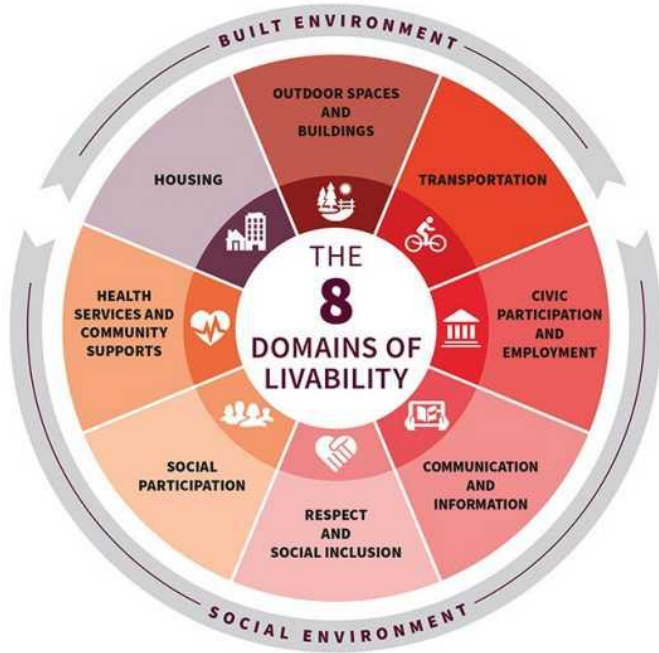 BUILT ENVIRONMENT
OUTDOOR SPACES
AND
BUILDINGS
HOUSING
TRANSPORTATION
THE
8
DOMAINS OF
LIVABILITY
HEALTH
SERVICES AND
COMMUNITY
SUPPORTS
CIVIC
PARTICIPATION
AND
EMPLOYMENT
SOCIAL
PARTICIPATION
COMMUNICATION
AND
INFORMATION
RESPECT
AND
SOCIAL INCLUSION
SOCIAL ENVIRONMENT